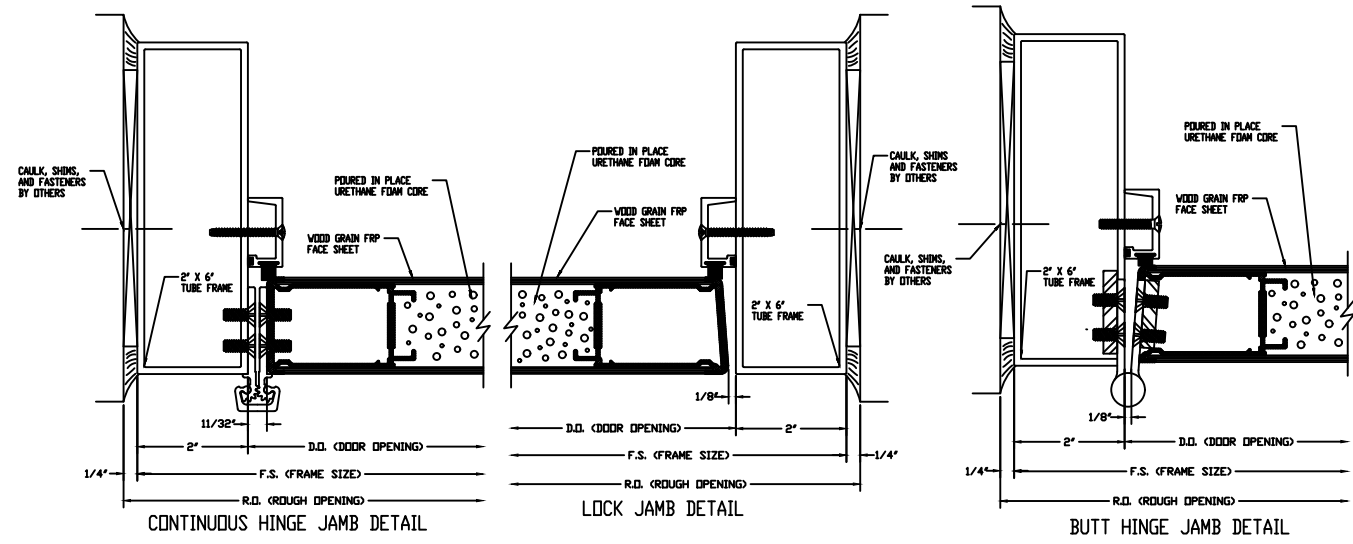 CAULK, SHIMS,
AND FASTENERS
BY OTHERS
2" X 6"
TUBE FRAME
POURED IN PLACE
URETHANE FOAM CORE
WOOD GRAIN FRP
FACE SHEET
11/32"
2"
D.O. (DOOR OPENING)
1/4"
F.S. (FRAME SIZE)
R.O. (ROUGH OPENING)
CONTINUOUS HINGE JAMB DETAIL
POURED IN PLACE
URETHANE FOAM CORE
WOOD GRAIN FRP
FACE SHEET
CAULK, SHIMS
AND FASTENERS
BY OTHERS
2" X 6"
TUBE FRAME
1/8"
D.O. (DOOR OPENING)
2"
F.S. (FRAME SIZE)
1/4"
R.O. (ROUGH OPENING)
LOCK JAMB DETAIL
POURED IN PLACE
URETHANE FOAM CORE
WOOD GRAIN FRP
FACE SHEET
CAULK, SHIMS,
AND FASTENERS
BY OTHERS
2" X 6"
TUBE FRAME
1/8"
2"
D.O. (DOOR OPENING)
1/4"
F.S. (FRAME SIZE)
R.O. (ROUGH OPENING)
BUTT HINGE JAMB DETAIL